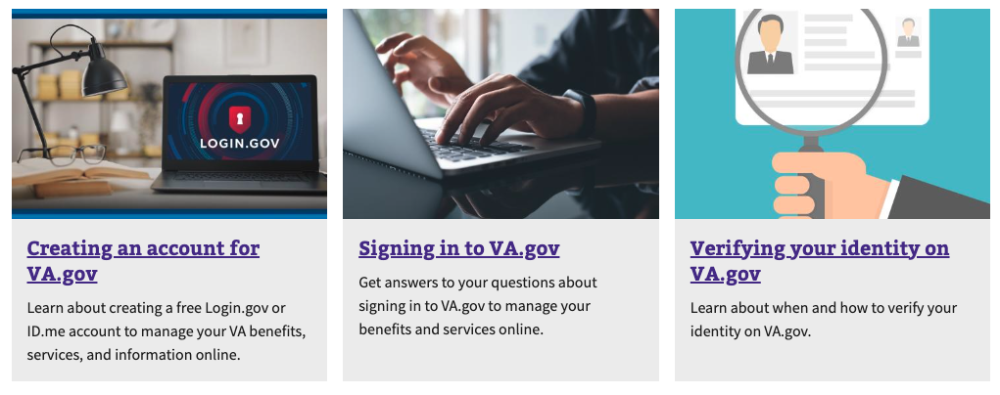 LOGIN.GOV
Creating an account for
VA.gov
Learn about creating a free Login.gov or
ID.me account to manage your VA benefits,
services, and information online.
Signing in to VA.gov
Get answers to your questions about
signing in to VA.gov to manage your
benefits and services online.
Verifying your identity on
VA.gov
Learn about when and how to verify your
identity on VA.gov.